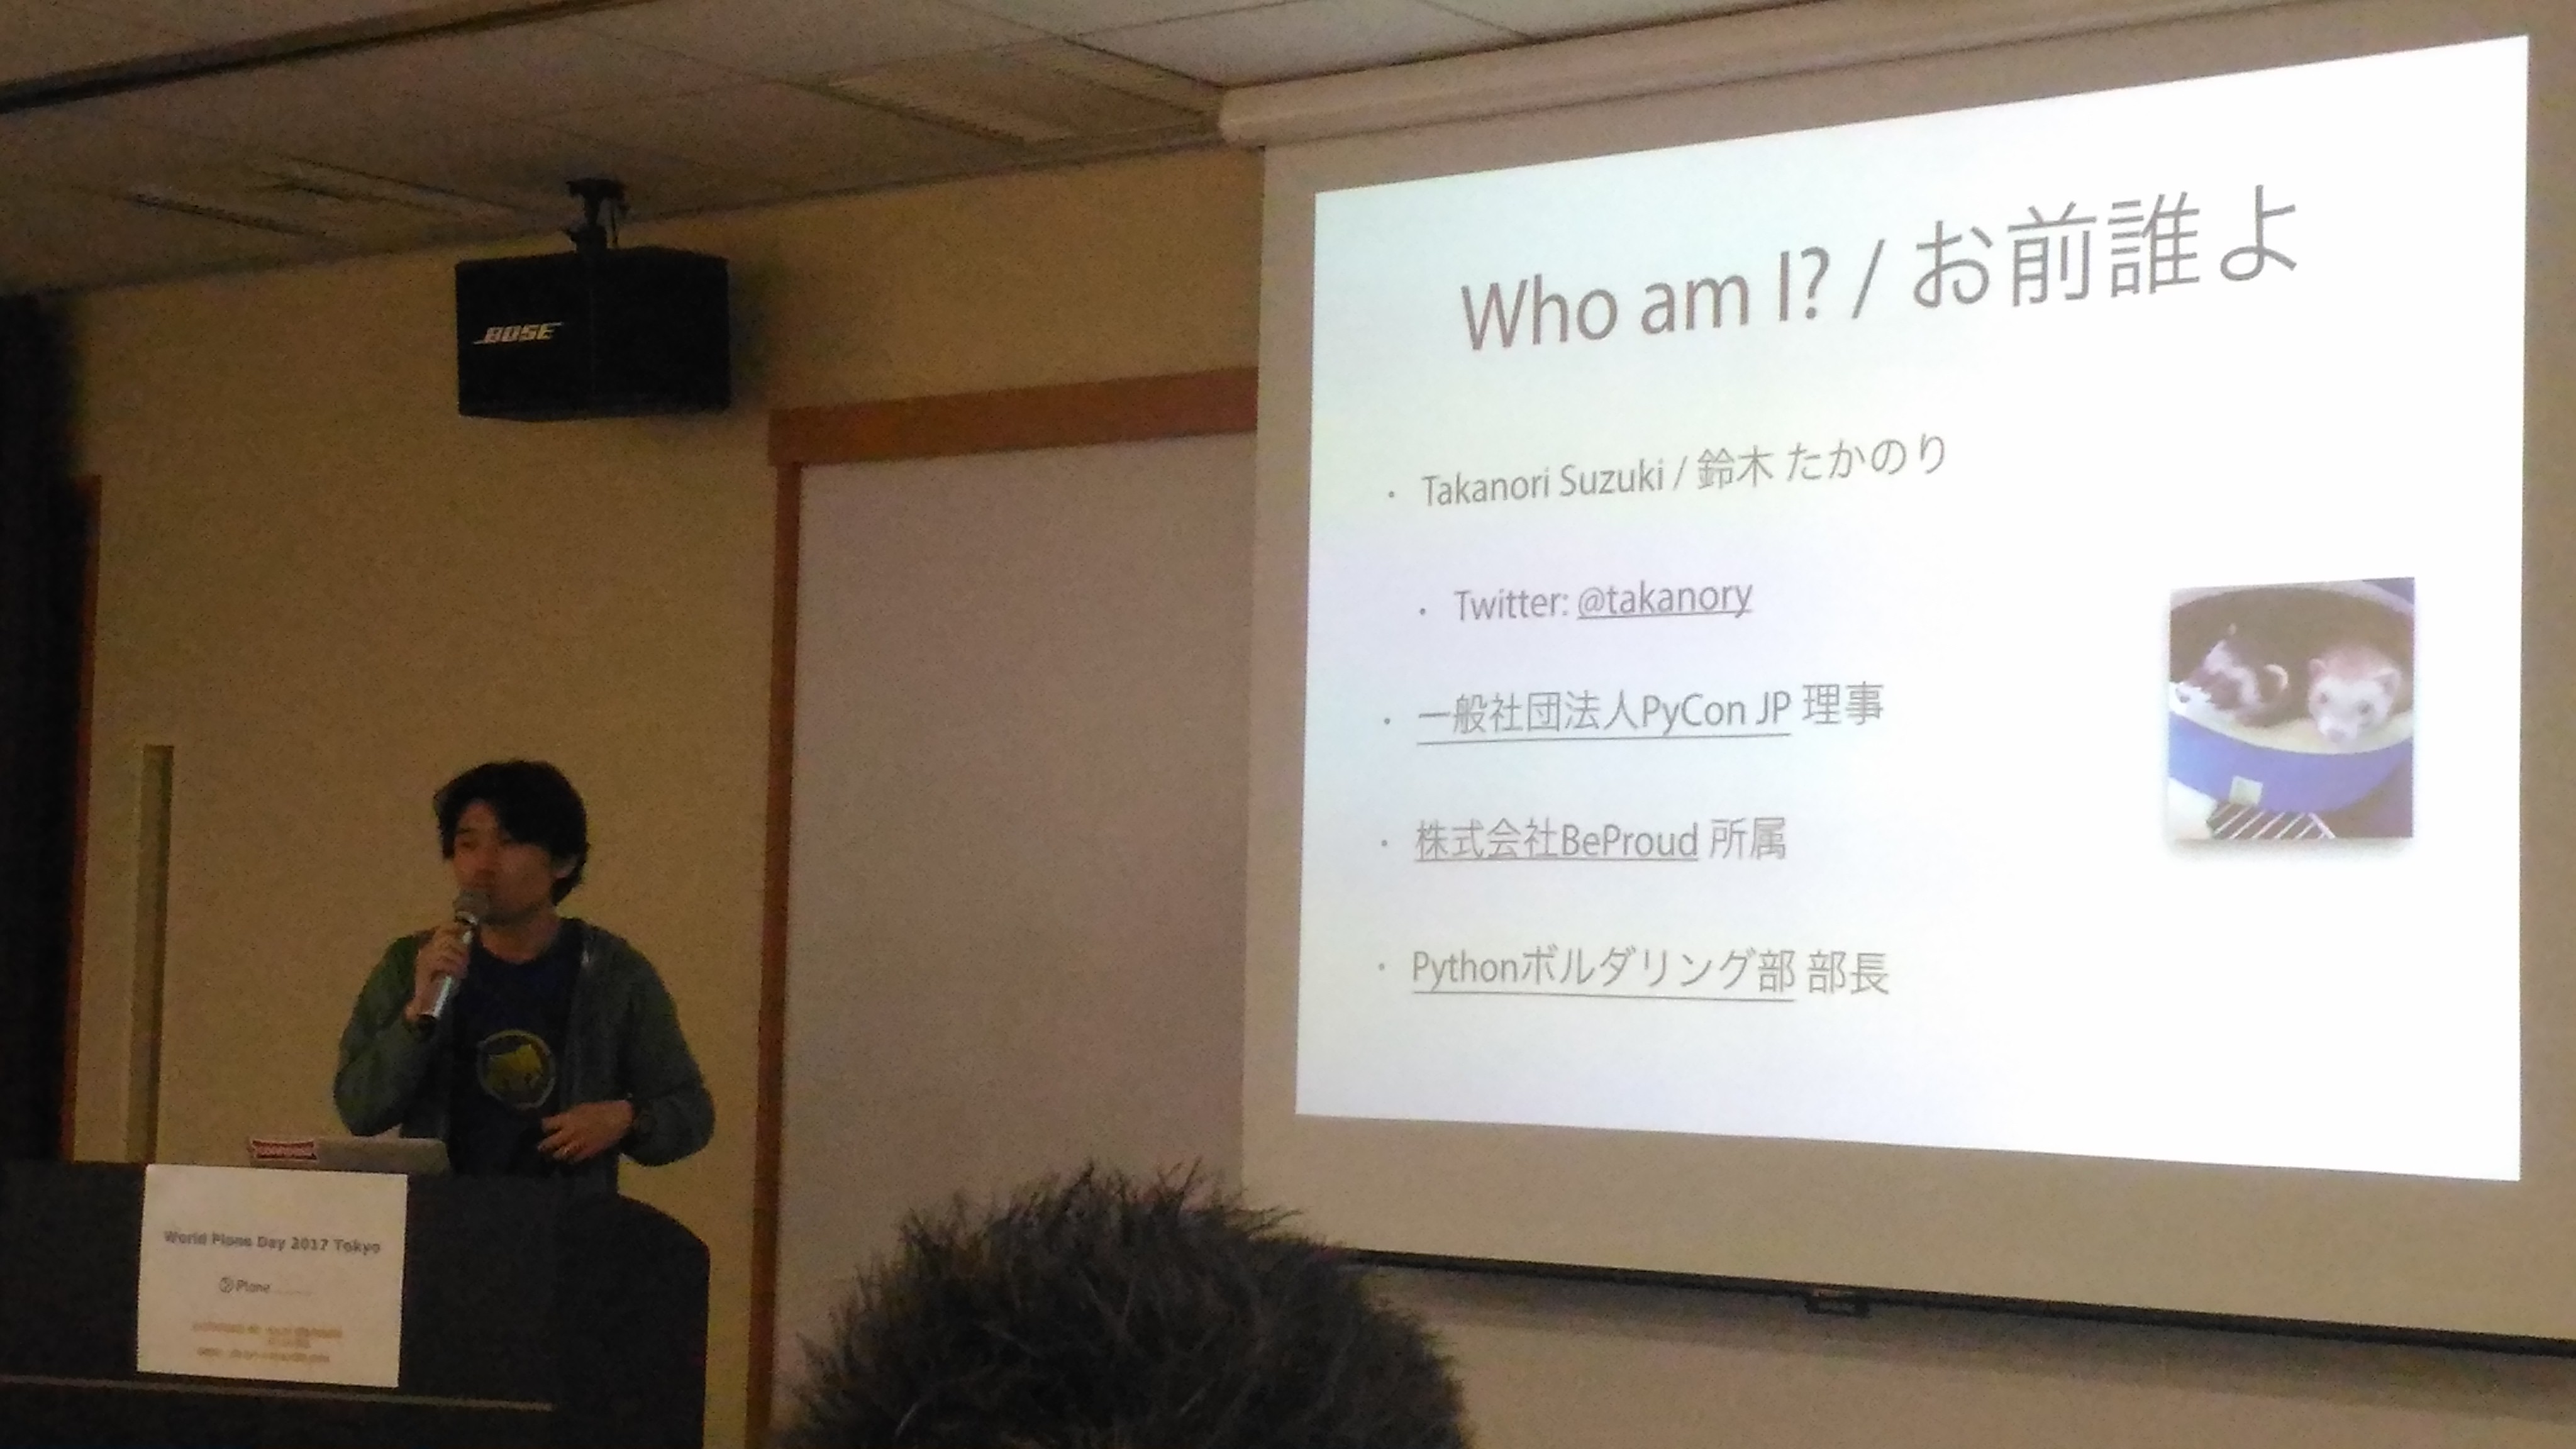 BOSE
Who am I? / お前誰よ
・ Takanori Suzuki / 鈴木 たかのり
・ Twitter: @takanory
・ 一般社団法人PyCon JP 理事
・ 株式会社BeProud 所属
・ Pythonボルダリング部 部長
World Plone Day 2017 Tokyo
Plone